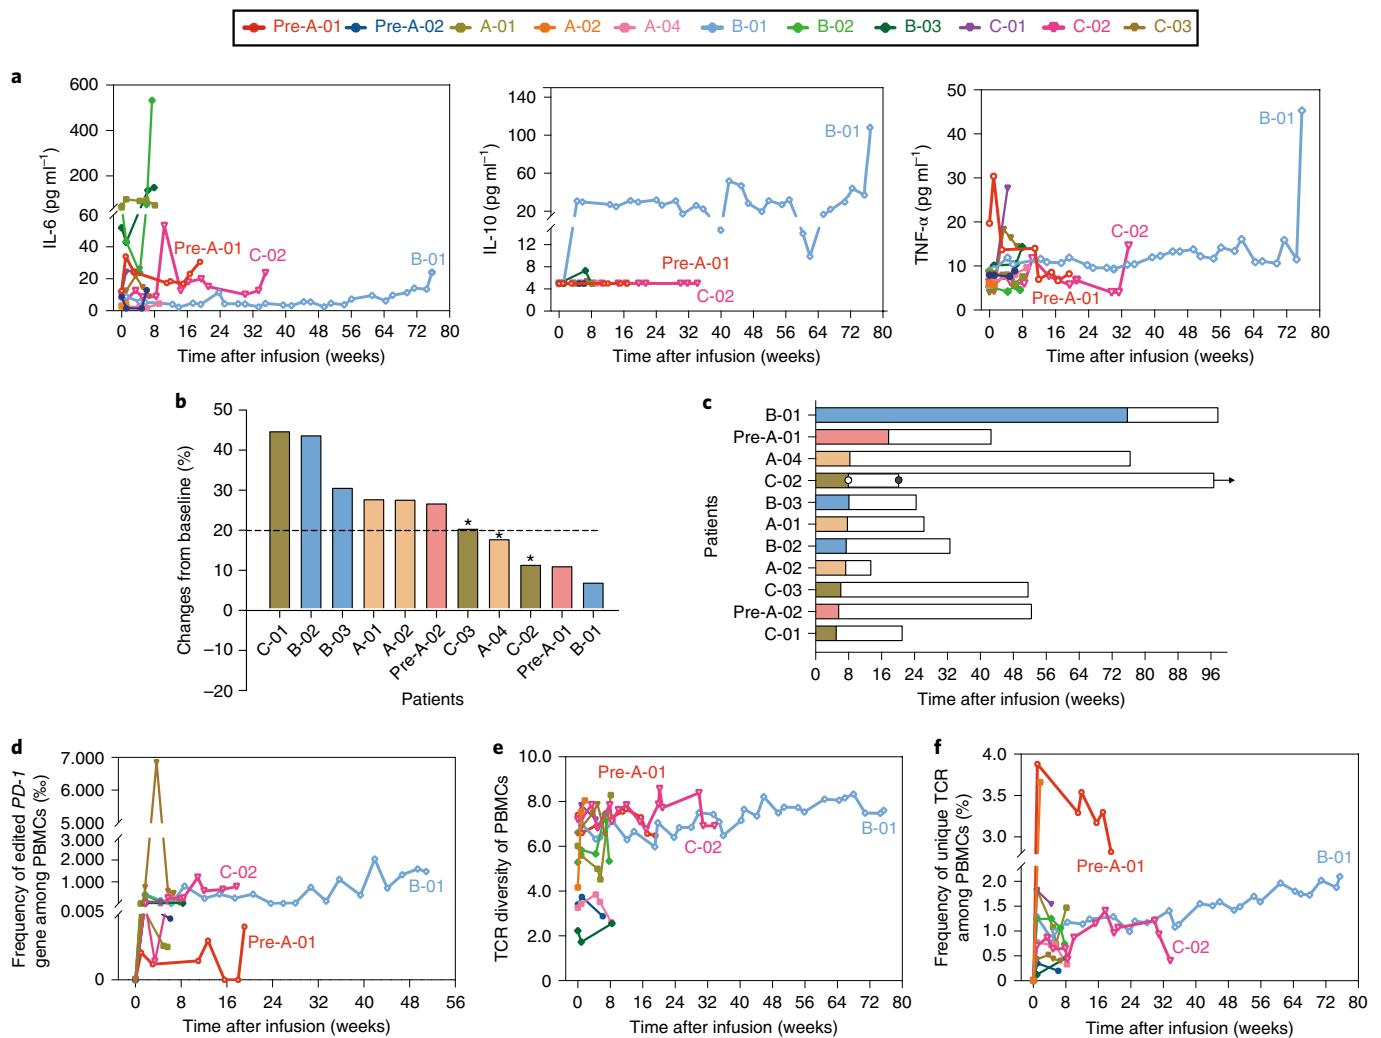 Pre-A-01 Pre-A-02 A-01 A-02 A-04 B-01 B-02 B-03 C-01 C-02 C-03
a
600
400
200
60
40
20
0
IL-6 (pg ml⁻¹)
Pre-A-01
C-02
B-01
0 8 16 24 32 40 48 56 64 72 80
Time after infusion (weeks)
140
100
60
20
12
8
4
0
IL-10 (pg ml⁻¹)
B-01
Pre-A-01
C-02
0 8 16 24 32 40 48 56 64 72 80
Time after infusion (weeks)
50
40
30
20
10
0
TNF-α (pg ml⁻¹)
B-01
C-02
Pre-A-01
0 8 16 24 32 40 48 56 64 72 80
Time after infusion (weeks)
b
50
40
30
20
10
0
–10
–20
Changes from baseline (%)
* * *
C-01 B-02 B-03 A-01 A-02 Pre-A-02 C-03 A-04 C-02 Pre-A-01 B-01
Patients
c
Patients
B-01
Pre-A-01
A-04
C-02
B-03
A-01
B-02
A-02
C-03
Pre-A-02
C-01
0 8 16 24 32 40 48 56 64 72 80 88 96
Time after infusion (weeks)
d
7.000
6.000
5.000
3.000
2.000
1.000
0.005
0
Frequency of edited PD-1
gene among PBMCs (‰)
C-02
B-01
Pre-A-01
0 8 16 24 32 40 48 56
Time after infusion (weeks)
e
10.0
8.0
6.0
4.0
2.0
0
TCR diversity of PBMCs
Pre-A-01
B-01
C-02
0 8 16 24 32 40 48 56 64 72 80
Time after infusion (weeks)
f
4.0
3.5
3.0
2.0
1.5
1.0
0.5
0
Frequency of unique TCR
among PBMCs (%)
Pre-A-01
B-01
C-02
0 8 16 24 32 40 48 56 64 72 80
Time after infusion (weeks)